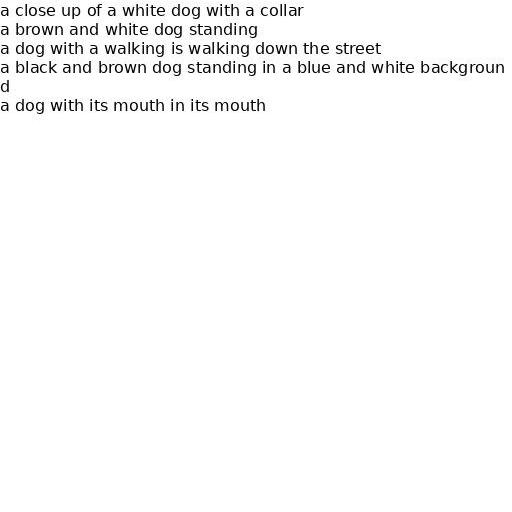 a close up of a white dog with a collar
a brown and white dog standing
a dog with a walking is walking down the street
a black and brown dog standing in a blue and white backgroun
d
a dog with its mouth in its mouth